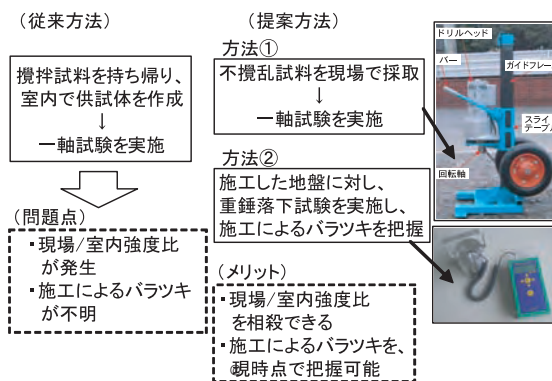 （従来方法）
攪拌試料を持ち帰り、
室内で供試体を作成
↓
一軸試験を実施
（問題点）
・現場/室内強度比
が発生
・施工によるバラツキ
が不明
（提案方法）
方法①
不攪乱試料を現場で採取
↓
一軸試験を実施
方法②
施工した地盤に対し、
重錘落下試験を実施し、
施工によるバラツキを把握
（メリット）
・現場/室内強度比
を相殺できる
・施工によるバラツキを、
現時点で把握可能
ドリルヘッド
バー
ガイドフレー
スライ
テーブル
回転軸